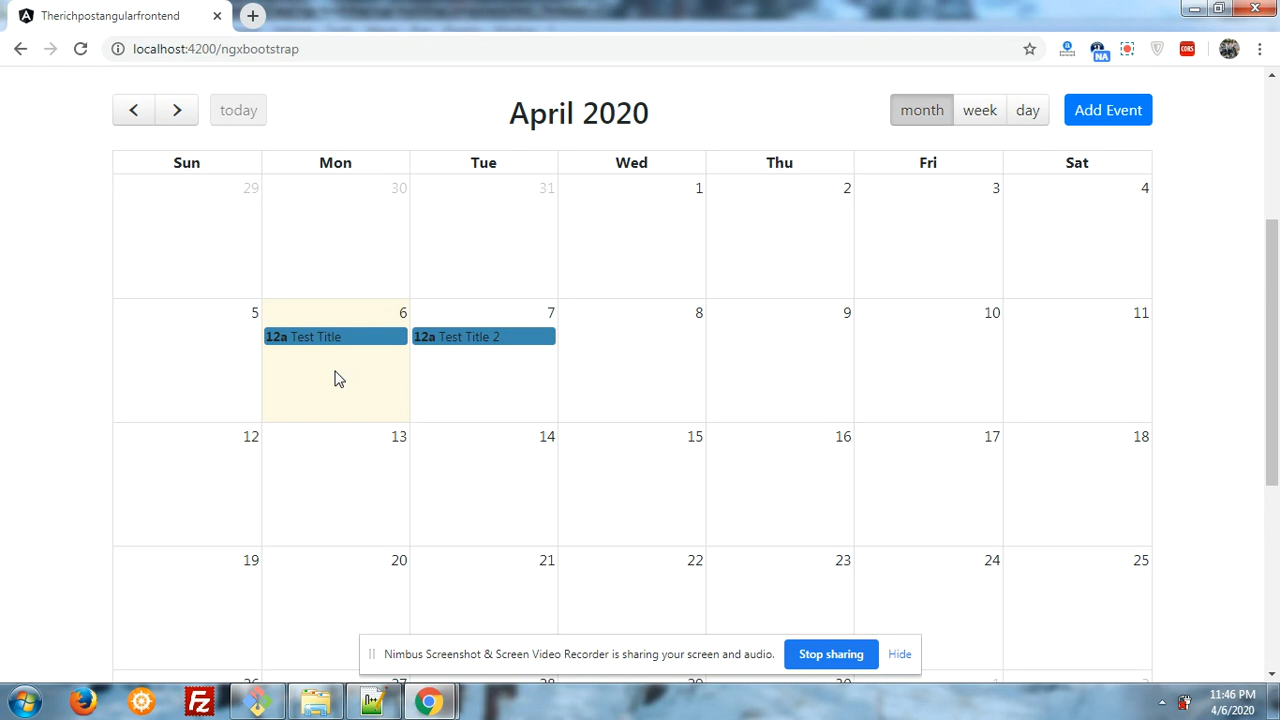 Therichpostangularfrontend
localhost:4200/ngxbootstrap
NA
CORS
today
April 2020
month week day
Add Event
Sun Mon Tue Wed Thu Fri Sat
29 30 31 1 2 3 4
5 6 7 8 9 10 11
12a Test Title
12a Test Title 2
12 13 14 15 16 17 18
19 20 21 22 23 24 25
Nimbus Screenshot & Screen Video Recorder is sharing your screen and audio.
Stop sharing
Hide
Fz
11:46 PM
4/6/2020